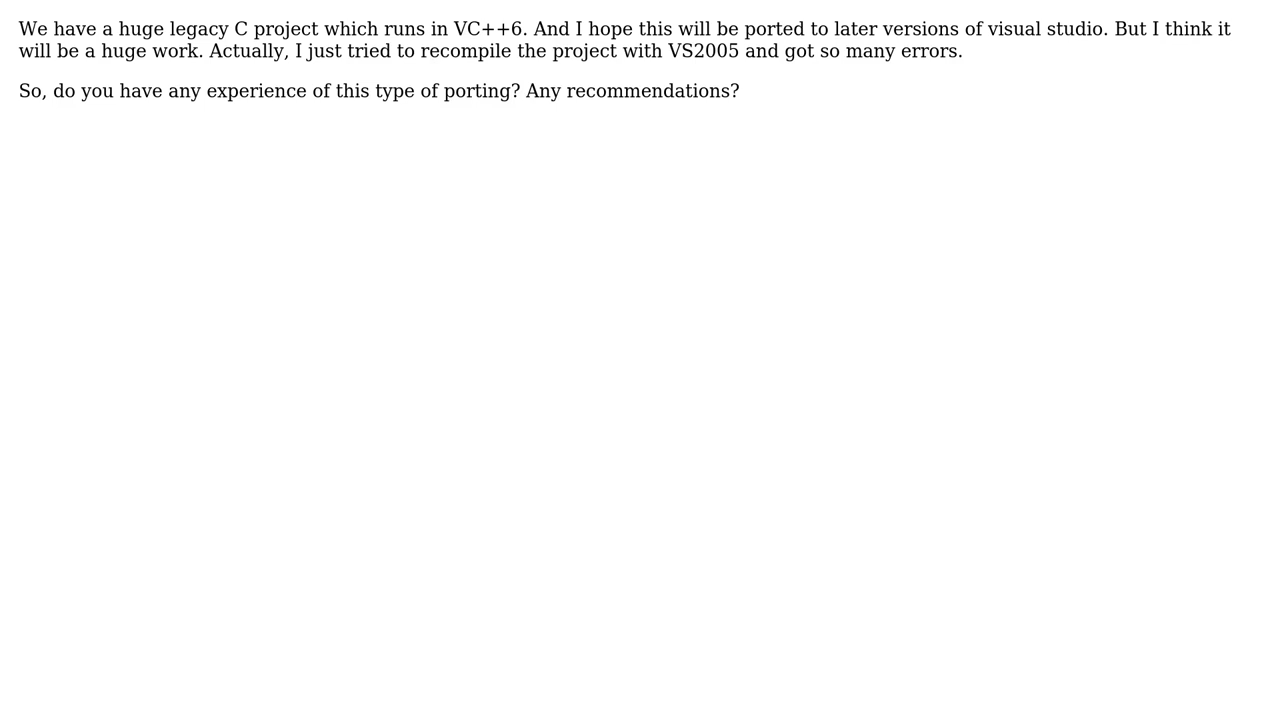 We have a huge legacy C project which runs in VC++6. And I hope this will be ported to later versions of visual studio. But I think it
will be a huge work. Actually, I just tried to recompile the project with VS2005 and got so many errors.
So, do you have any experience of this type of porting? Any recommendations?